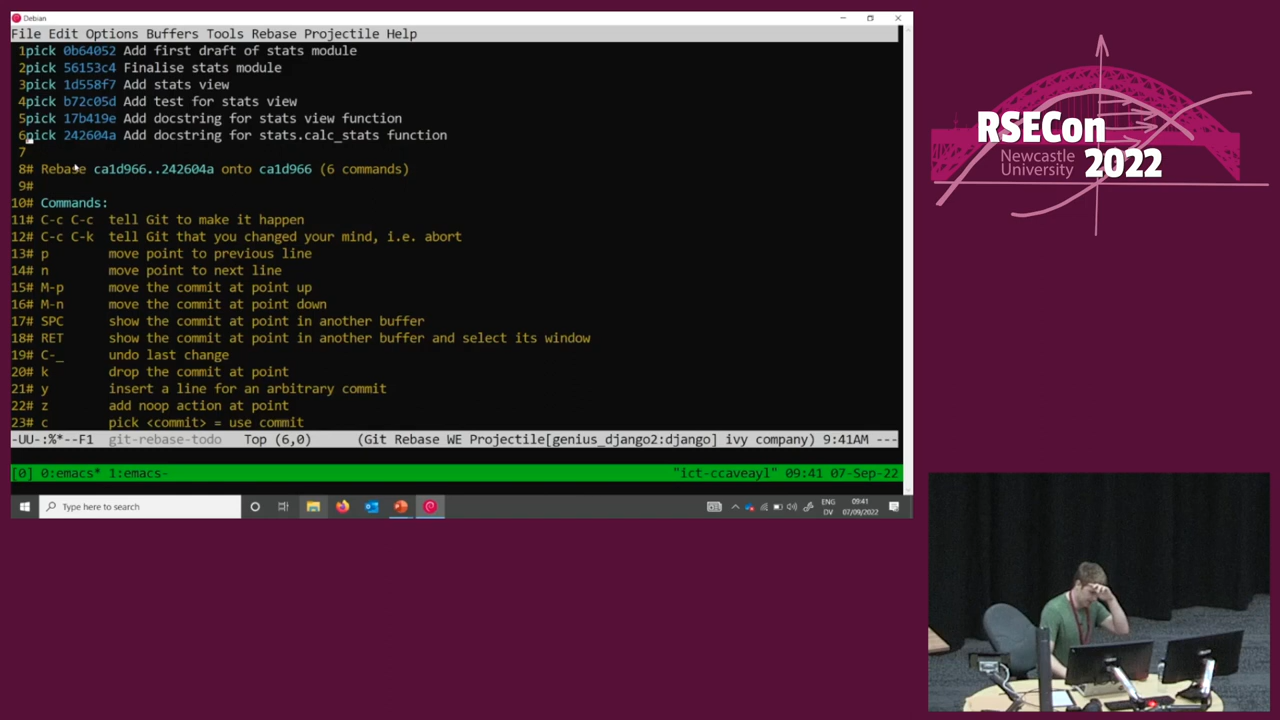 Debian
File Edit Options Buffers Tools Rebase Projectile Help
1pick 0b64052 Add first draft of stats module
2pick 56153c4 Finalise stats module
3pick 1d558f7 Add stats view
4pick b72c05d Add test for stats view
5pick 17b419e Add docstring for stats view function
6pick 242604a Add docstring for stats.calc_stats function
7
8# Rebase ca1d966..242604a onto ca1d966 (6 commands)
9#
10# Commands:
11# C-c C-c  tell Git to make it happen
12# C-c C-k  tell Git that you changed your mind, i.e. abort
13# p        move point to previous line
14# n        move point to next line
15# M-p      move the commit at point up
16# M-n      move the commit at point down
17# SPC      show the commit at point in another buffer
18# RET      show the commit at point in another buffer and select its window
19# C-_      undo last change
20# k        drop the commit at point
21# y        insert a line for an arbitrary commit
22# z        add noop action at point
23# c        pick <commit> = use commit
-UU-:%*--F1  git-rebase-todo   Top (6,0)      (Git Rebase WE Projectile[genius_django2:django] ivy company) 9:41AM ---
[0] 0:emacs* 1:emacs- "ict-ccaveayl" 09:41 07-Sep-22
Type here to search
ENG
DV
09:41
07/09/2022
RSECon
Newcastle
University
2022